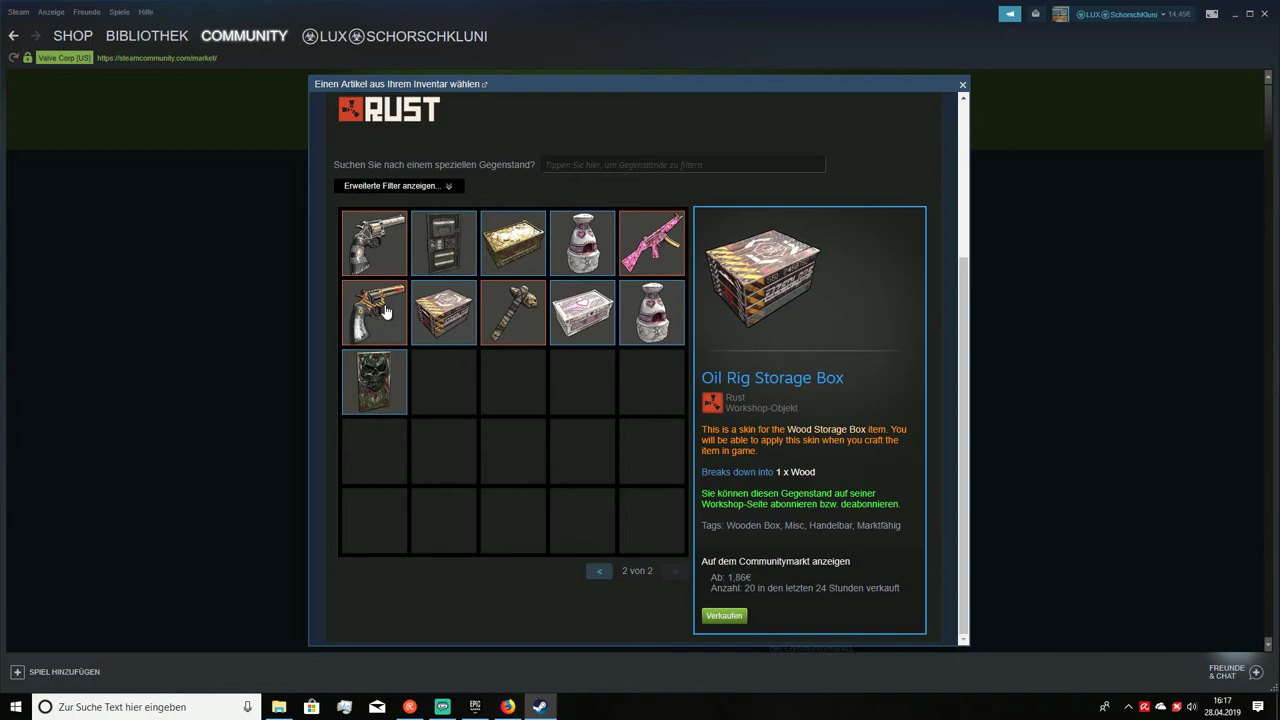 Steam Anzeige Freunde Spiele Hilfe
LUX SCHORSCHKLUNI
LUX SchorschKluni 14,45€
SHOP BIBLIOTHEK COMMUNITY
Valve Corp [US] https://steamcommunity.com/market/
Einen Artikel aus Ihrem Inventar wählen
RUST
Suchen Sie nach einem speziellen Gegenstand? Tippen Sie hier, um Gegenstände zu filtern
Erweiterte Filter anzeigen...
Oil Rig Storage Box
Rust
Workshop-Objekt
This is a skin for the Wood Storage Box item. You
will be able to apply this skin when you craft the
item in game.
Breaks down into 1 x Wood
Sie können diesen Gegenstand auf seiner
Workshop-Seite abonnieren bzw. deabonnieren.
Tags: Wooden Box, Misc, Handelbar, Marktfähig
Auf dem Communitymarkt anzeigen
Ab: 1,86€
Anzahl: 20 in den letzten 24 Stunden verkauft
Verkaufen
< 2 von 2 >
des Communitymarkts.
SPIEL HINZUFÜGEN
FREUNDE
& CHAT
Zur Suche Text hier eingeben
EPIC
16:17
28.04.2019